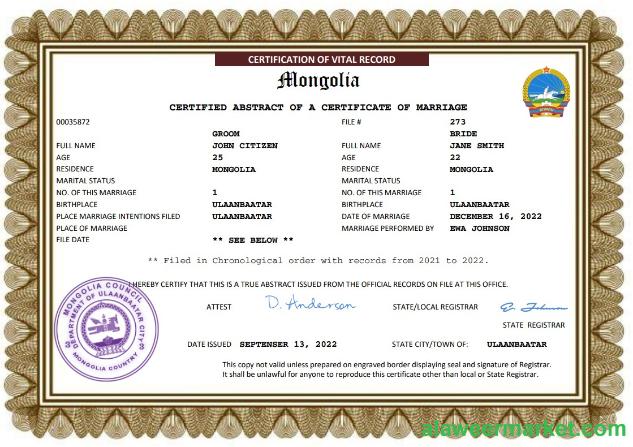 CERTIFICATION OF VITAL RECORD
Mongolia
CERTIFIED ABSTRACT OF A CERTIFICATE OF MARRIAGE
00035872 FILE # 273
GROOM BRIDE
FULL NAME JOHN CITIZEN FULL NAME JANE SMITH
AGE 25 AGE 22
RESIDENCE MONGOLIA RESIDENCE MONGOLIA
MARITAL STATUS MARITAL STATUS
NO. OF THIS MARRIAGE 1 NO. OF THIS MARRIAGE 1
BIRTHPLACE ULAANBAATAR BIRTHPLACE ULAANBAATAR
PLACE MARRIAGE INTENTIONS FILED ULAANBAATAR DATE OF MARRIAGE DECEMBER 16, 2022
PLACE OF MARRIAGE MARRIAGE PERFORMED BY EWA JOHNSON
FILE DATE ** SEE BELOW **
** Filed in Chronological order with records from 2021 to 2022.
I HEREBY CERTIFY THAT THIS IS A TRUE ABSTRACT ISSUED FROM THE OFFICIAL RECORDS ON FILE AT THIS OFFICE.
MONGOLIA COUNCIL
DEPARTMENT OF ULAANBAATAR CITY
MONGOLIA COUNTRY
ATTEST D. Anderson STATE/LOCAL REGISTRAR
STATE REGISTRAR
DATE ISSUED SEPTENSER 13, 2022 STATE CITY/TOWN OF: ULAANBAATAR
This copy not valid unless prepared on engraved border displaying seal and signature of Registrar.
It shall be unlawful for anyone to reproduce this certificate other than local or State Registrar.
alaweermarket.com